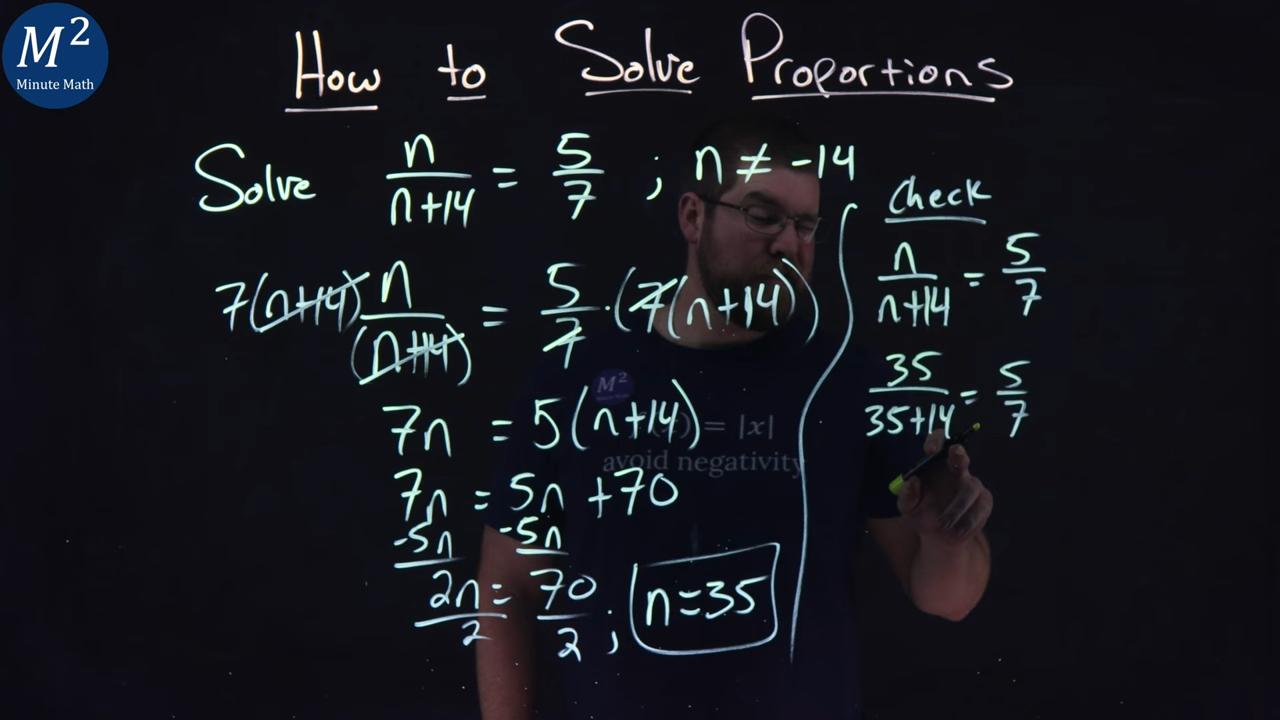 M²
Minute Math
How to Solve Proportions
Solve n/(n+14) = 5/7 ; n ≠ -14
7(n+14) n/(n+14) = 5/7 · (7(n+14))
7n = 5(n+14)
7n = 5n + 70
-5n -5n
2n/2 = 70/2 ; n=35
Check
n/(n+14) = 5/7
35/(35+14) = 5/7
M²
= |x|
avoid negativity